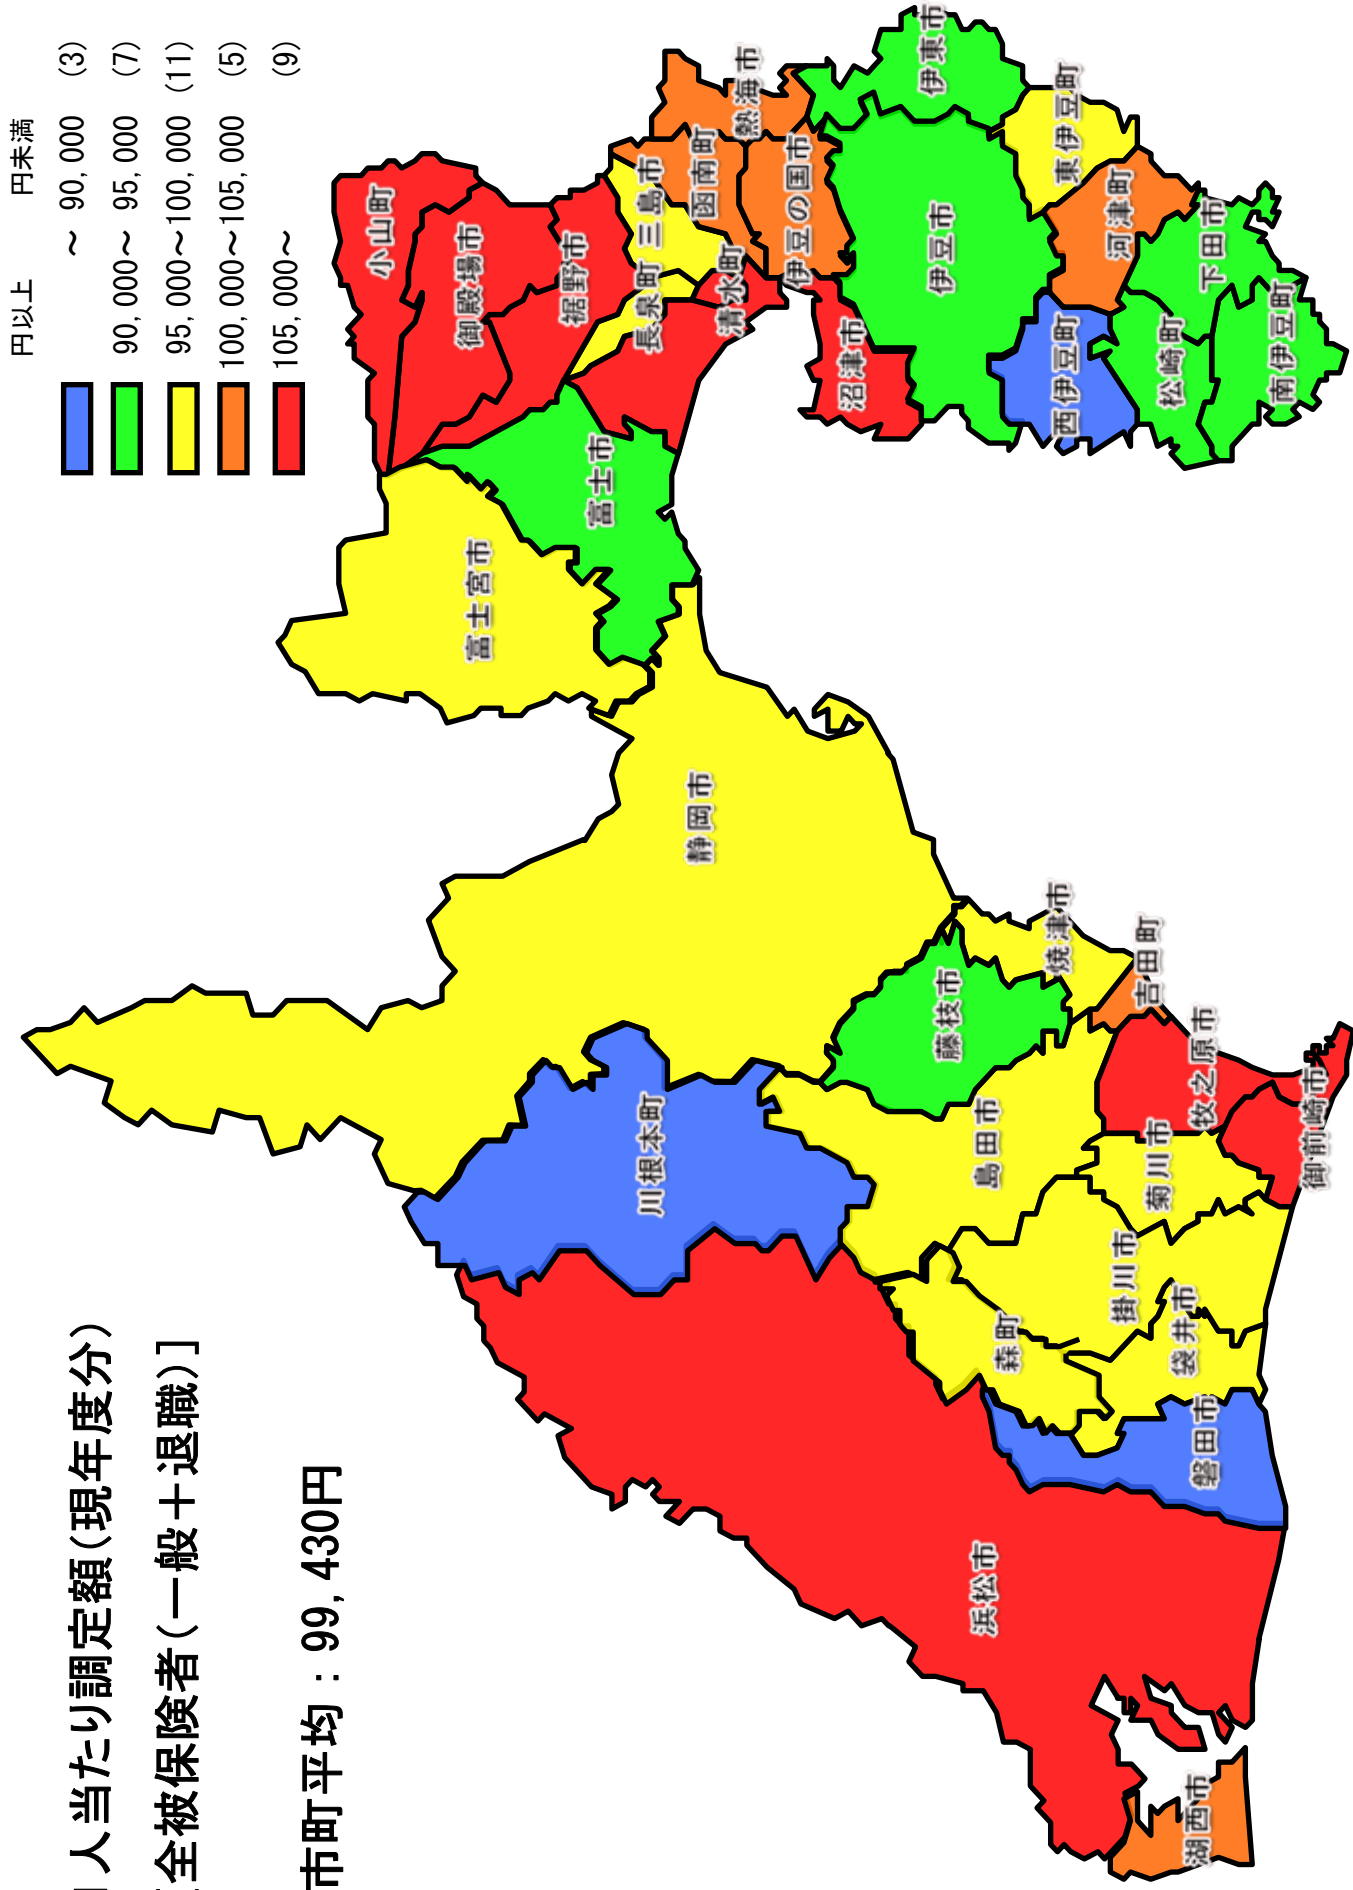 人当たり調定額(現年度分)
全被保険者(一般＋退職)]
市町平均：99,430円
円以上　円未満
～ 90,000 (3)
90,000～ 95,000 (7)
95,000～100,000 (11)
100,000～105,000 (5)
105,000～ (9)
小山町
御殿場市
裾野市
三島市
長泉町
函南町
熱海市
清水町
伊豆の国市
沼津市
伊東市
伊豆市
東伊豆町
河津町
西伊豆町
下田市
松崎町
南伊豆町
富士市
富士宮市
静岡市
焼津市
藤枝市
吉田町
川根本町
島田市
牧之原市
御前崎市
菊川市
掛川市
森町
袋井市
磐田市
浜松市
湖西市